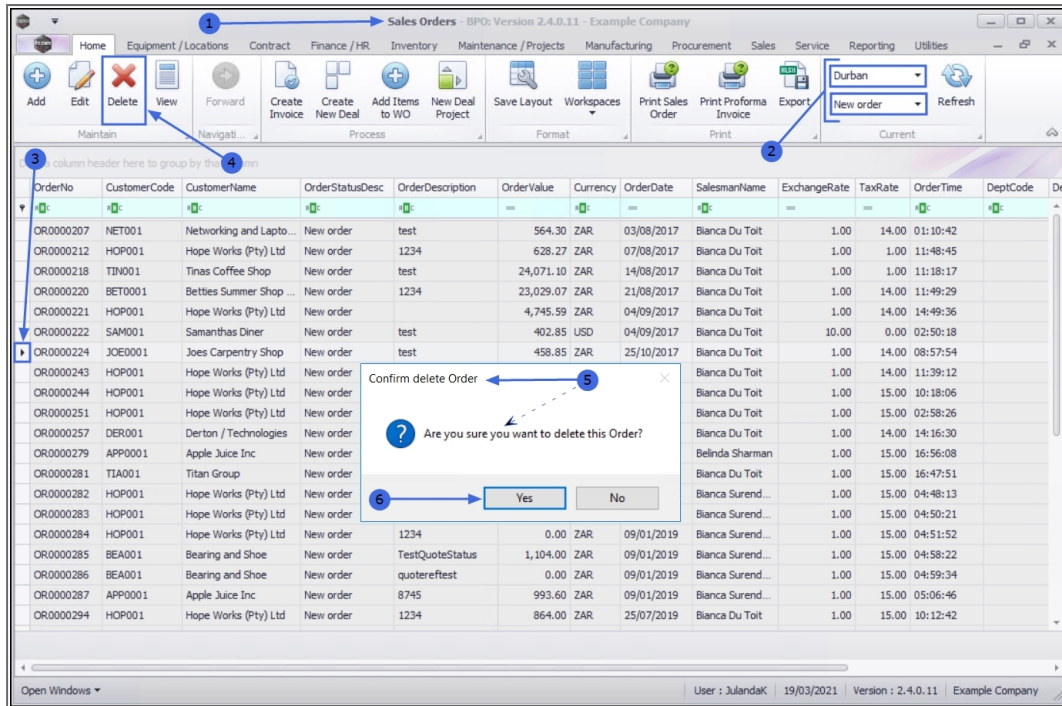 1 Sales Orders - BPO: Version 2.4.0.11 - Example Company
Home Equipment / Locations Contract Finance / HR Inventory Maintenance / Projects Manufacturing Procurement Sales Service Reporting Utilities
Add Edit Delete View Forward Create Invoice Create New Deal Add Items to WO New Deal Project Save Layout Workspaces Print Sales Order Print Proforma Invoice Export Durban New order Refresh
Maintain Navigati... Process Format Print Current
3 4 2
column header here to group by tha
OrderNo CustomerCode CustomerName OrderStatusDesc OrderDescription OrderValue Currency OrderDate SalesmanName ExchangeRate TaxRate OrderTime DeptCode De
OR0000207 NET001 Networking and Lapto... New order test 564.30 ZAR 03/08/2017 Bianca Du Toit 1.00 14.00 01:10:42
OR0000212 HOP001 Hope Works (Pty) Ltd New order 1234 628.27 ZAR 07/08/2017 Bianca Du Toit 1.00 1.00 11:48:45
OR0000218 TIN001 Tinas Coffee Shop New order test 24,071.10 ZAR 14/08/2017 Bianca Du Toit 1.00 1.00 11:18:17
OR0000220 BET0001 Betties Summer Shop ... New order 1234 23,029.07 ZAR 21/08/2017 Bianca Du Toit 1.00 14.00 11:49:29
OR0000221 HOP001 Hope Works (Pty) Ltd New order 4,745.59 ZAR 04/09/2017 Bianca Du Toit 1.00 14.00 14:49:36
OR0000222 SAM001 Samanthas Diner New order test 402.85 USD 04/09/2017 Bianca Du Toit 10.00 0.00 02:50:18
OR0000224 JOE0001 Joes Carpentry Shop New order test 458.85 ZAR 25/10/2017 Bianca Du Toit 1.00 14.00 08:57:54
OR0000243 HOP001 Hope Works (Pty) Ltd New order Bianca Du Toit 1.00 14.00 11:39:12
OR0000244 HOP001 Hope Works (Pty) Ltd New order Bianca Du Toit 1.00 15.00 10:18:06
OR0000251 HOP001 Hope Works (Pty) Ltd New order Bianca Du Toit 1.00 15.00 02:58:26
OR0000257 DER001 Derton / Technologies New order Bianca Du Toit 1.00 14.00 14:16:30
OR0000279 APP0001 Apple Juice Inc New order Belinda Sharman 1.00 15.00 16:56:08
OR0000281 TIA001 Titan Group New order Bianca Du Toit 1.00 15.00 16:47:51
OR0000282 HOP001 Hope Works (Pty) Ltd New order Bianca Surend... 1.00 15.00 04:48:13
OR0000283 HOP001 Hope Works (Pty) Ltd New order Bianca Surend... 1.00 15.00 04:50:21
OR0000284 HOP001 Hope Works (Pty) Ltd New order 1234 0.00 ZAR 09/01/2019 Bianca Surend... 1.00 15.00 04:51:52
OR0000285 BEA001 Bearing and Shoe New order TestQuoteStatus 1,104.00 ZAR 09/01/2019 Bianca Surend... 1.00 15.00 04:58:22
OR0000286 BEA001 Bearing and Shoe New order quotereftest 0.00 ZAR 09/01/2019 Bianca Surend... 1.00 15.00 04:59:34
OR0000287 APP0001 Apple Juice Inc New order 8745 993.60 ZAR 09/01/2019 Bianca Surend... 1.00 15.00 05:06:46
OR0000294 HOP001 Hope Works (Pty) Ltd New order 1234 864.00 ZAR 25/07/2019 Bianca Du Toit 1.00 15.00 10:12:42
Confirm delete Order 5
? Are you sure you want to delete this Order?
6 Yes No
Open Windows User : JulandaK 19/03/2021 Version : 2.4.0.11 Example Company